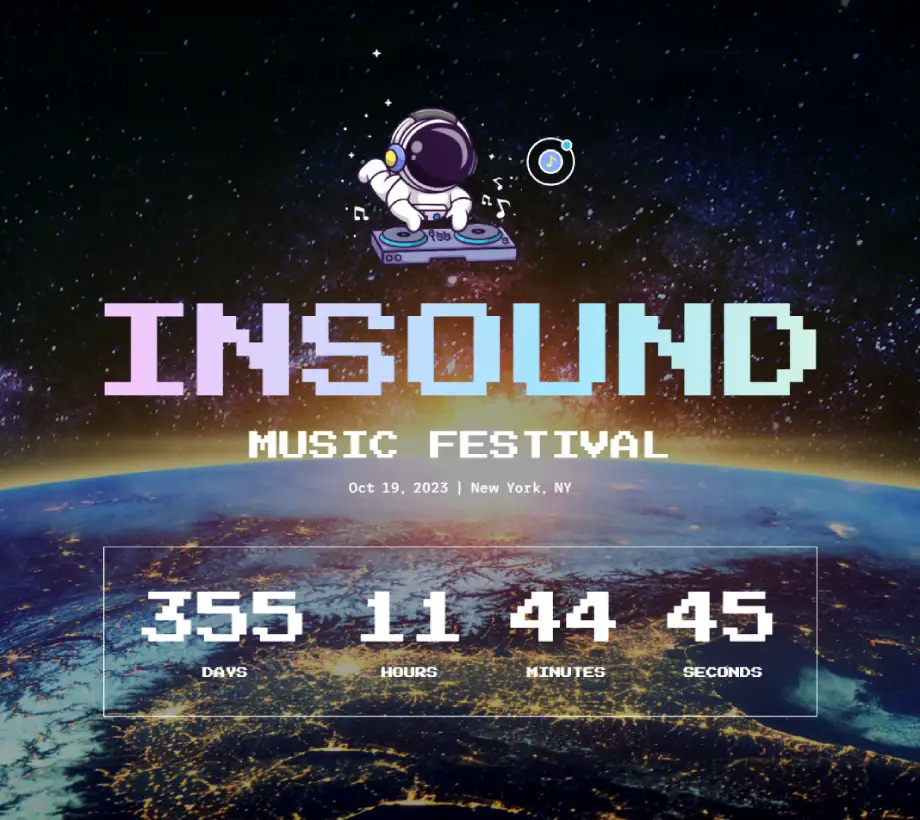 INSOUND
MUSIC FESTIVAL
Oct 19, 2023 | New York, NY
355 11 44 45
DAYS HOURS MINUTES SECONDS